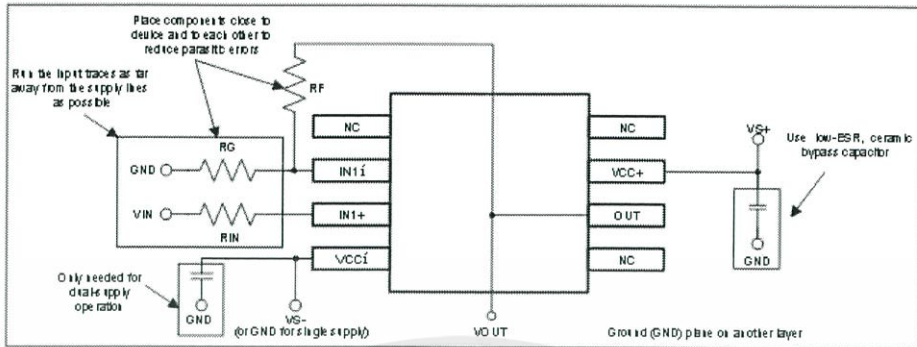 Place components close to
device and to each other to
reduce parasitic errors
Run the input traces as far
away from the supply lines
as possible
RF
NC
NC
VS+
Use low-ESR, ceramic
bypass capacitor
RG
GND
IN1í
VCC+
VIN
IN1+
OUT
RIN
VCCí
NC
GND
Only needed for
dual-supply
operation
GND
VS-
(or GND for single supply)
VOUT
Ground (GND) plane on another layer